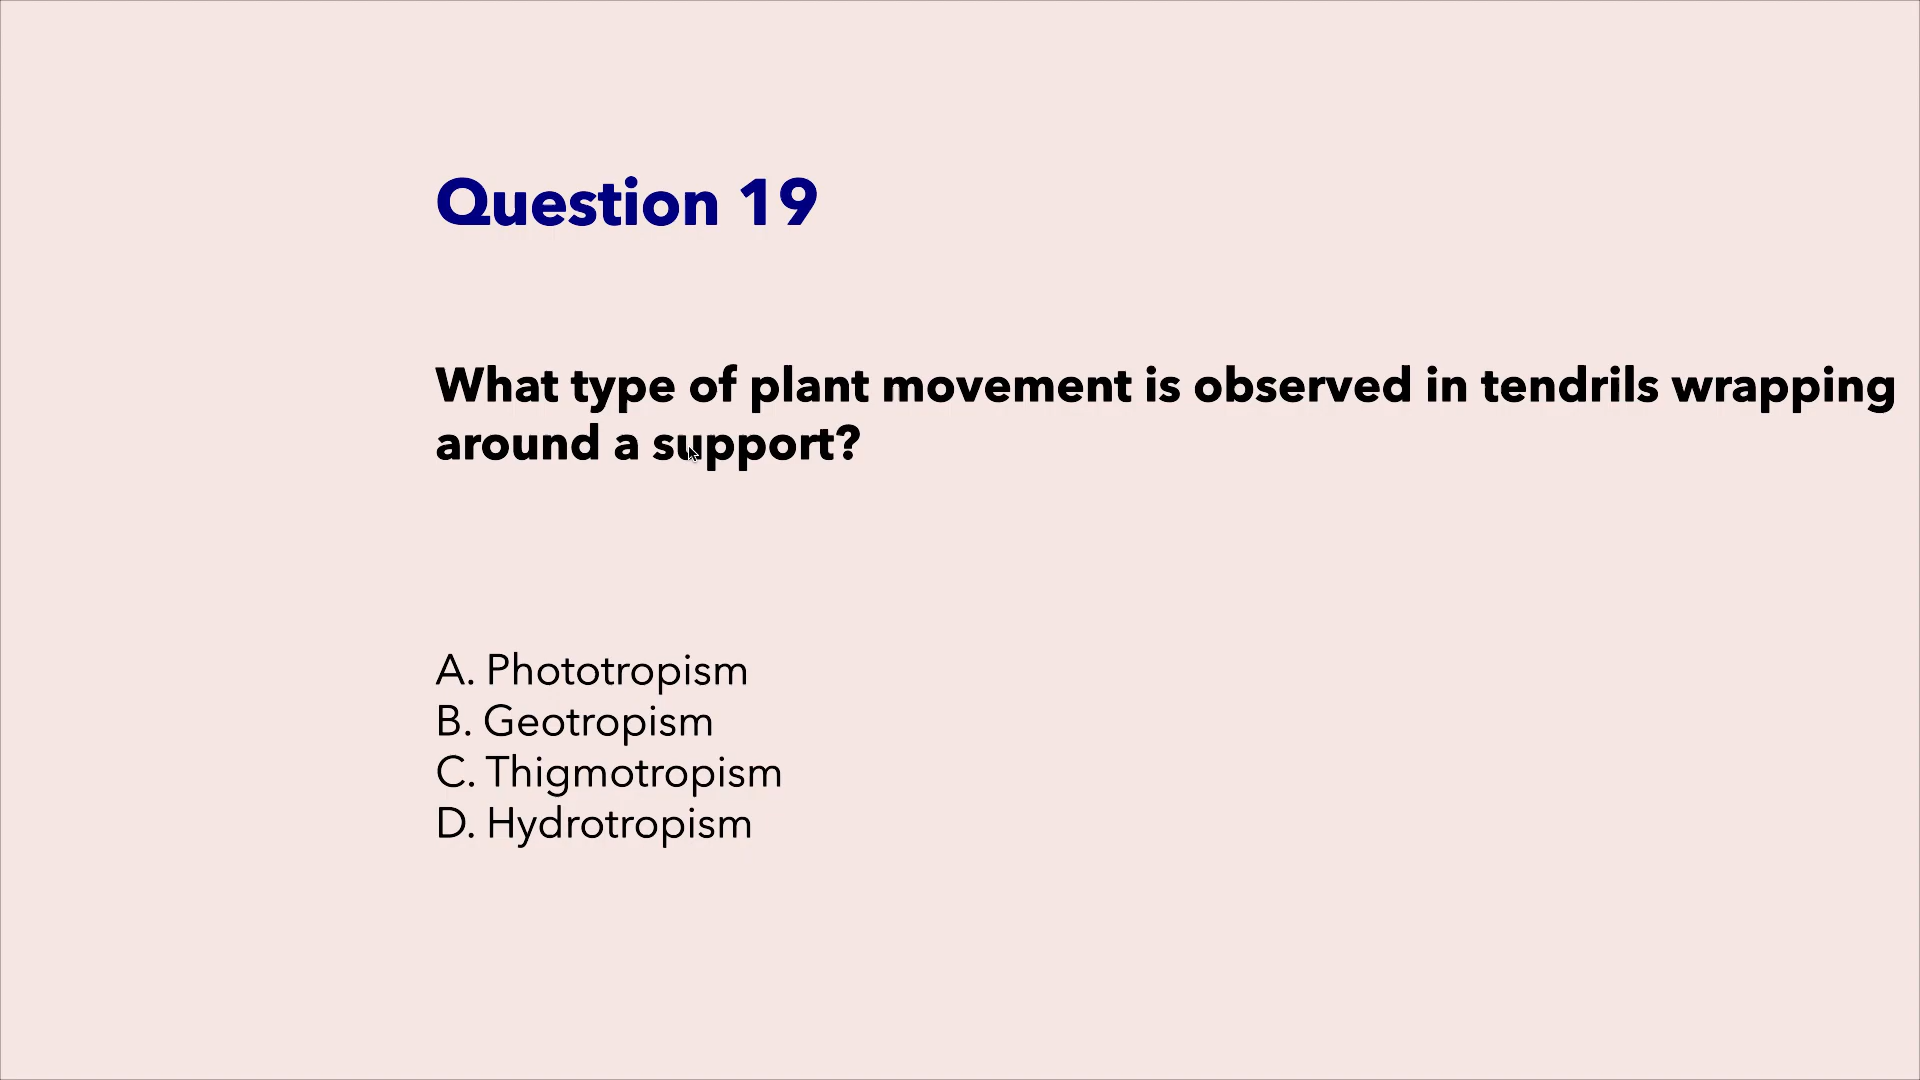 Question 19
What type of plant movement is observed in tendrils wrapping
around a support?
A. Phototropism
B. Geotropism
C. Thigmotropism
D. Hydrotropism